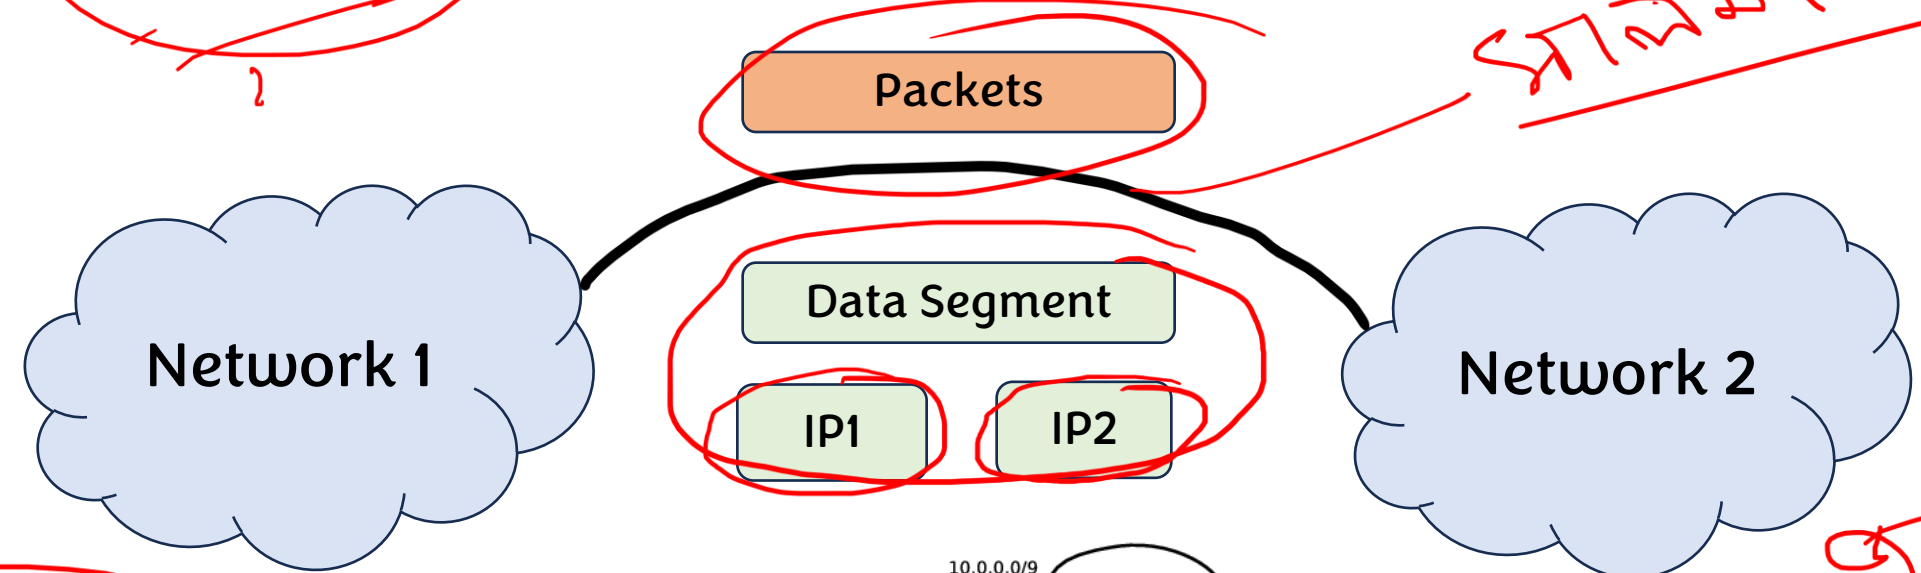 Packets
Data Segment
Network 1
IP1
IP2
Network 2
10.0.0.0/9